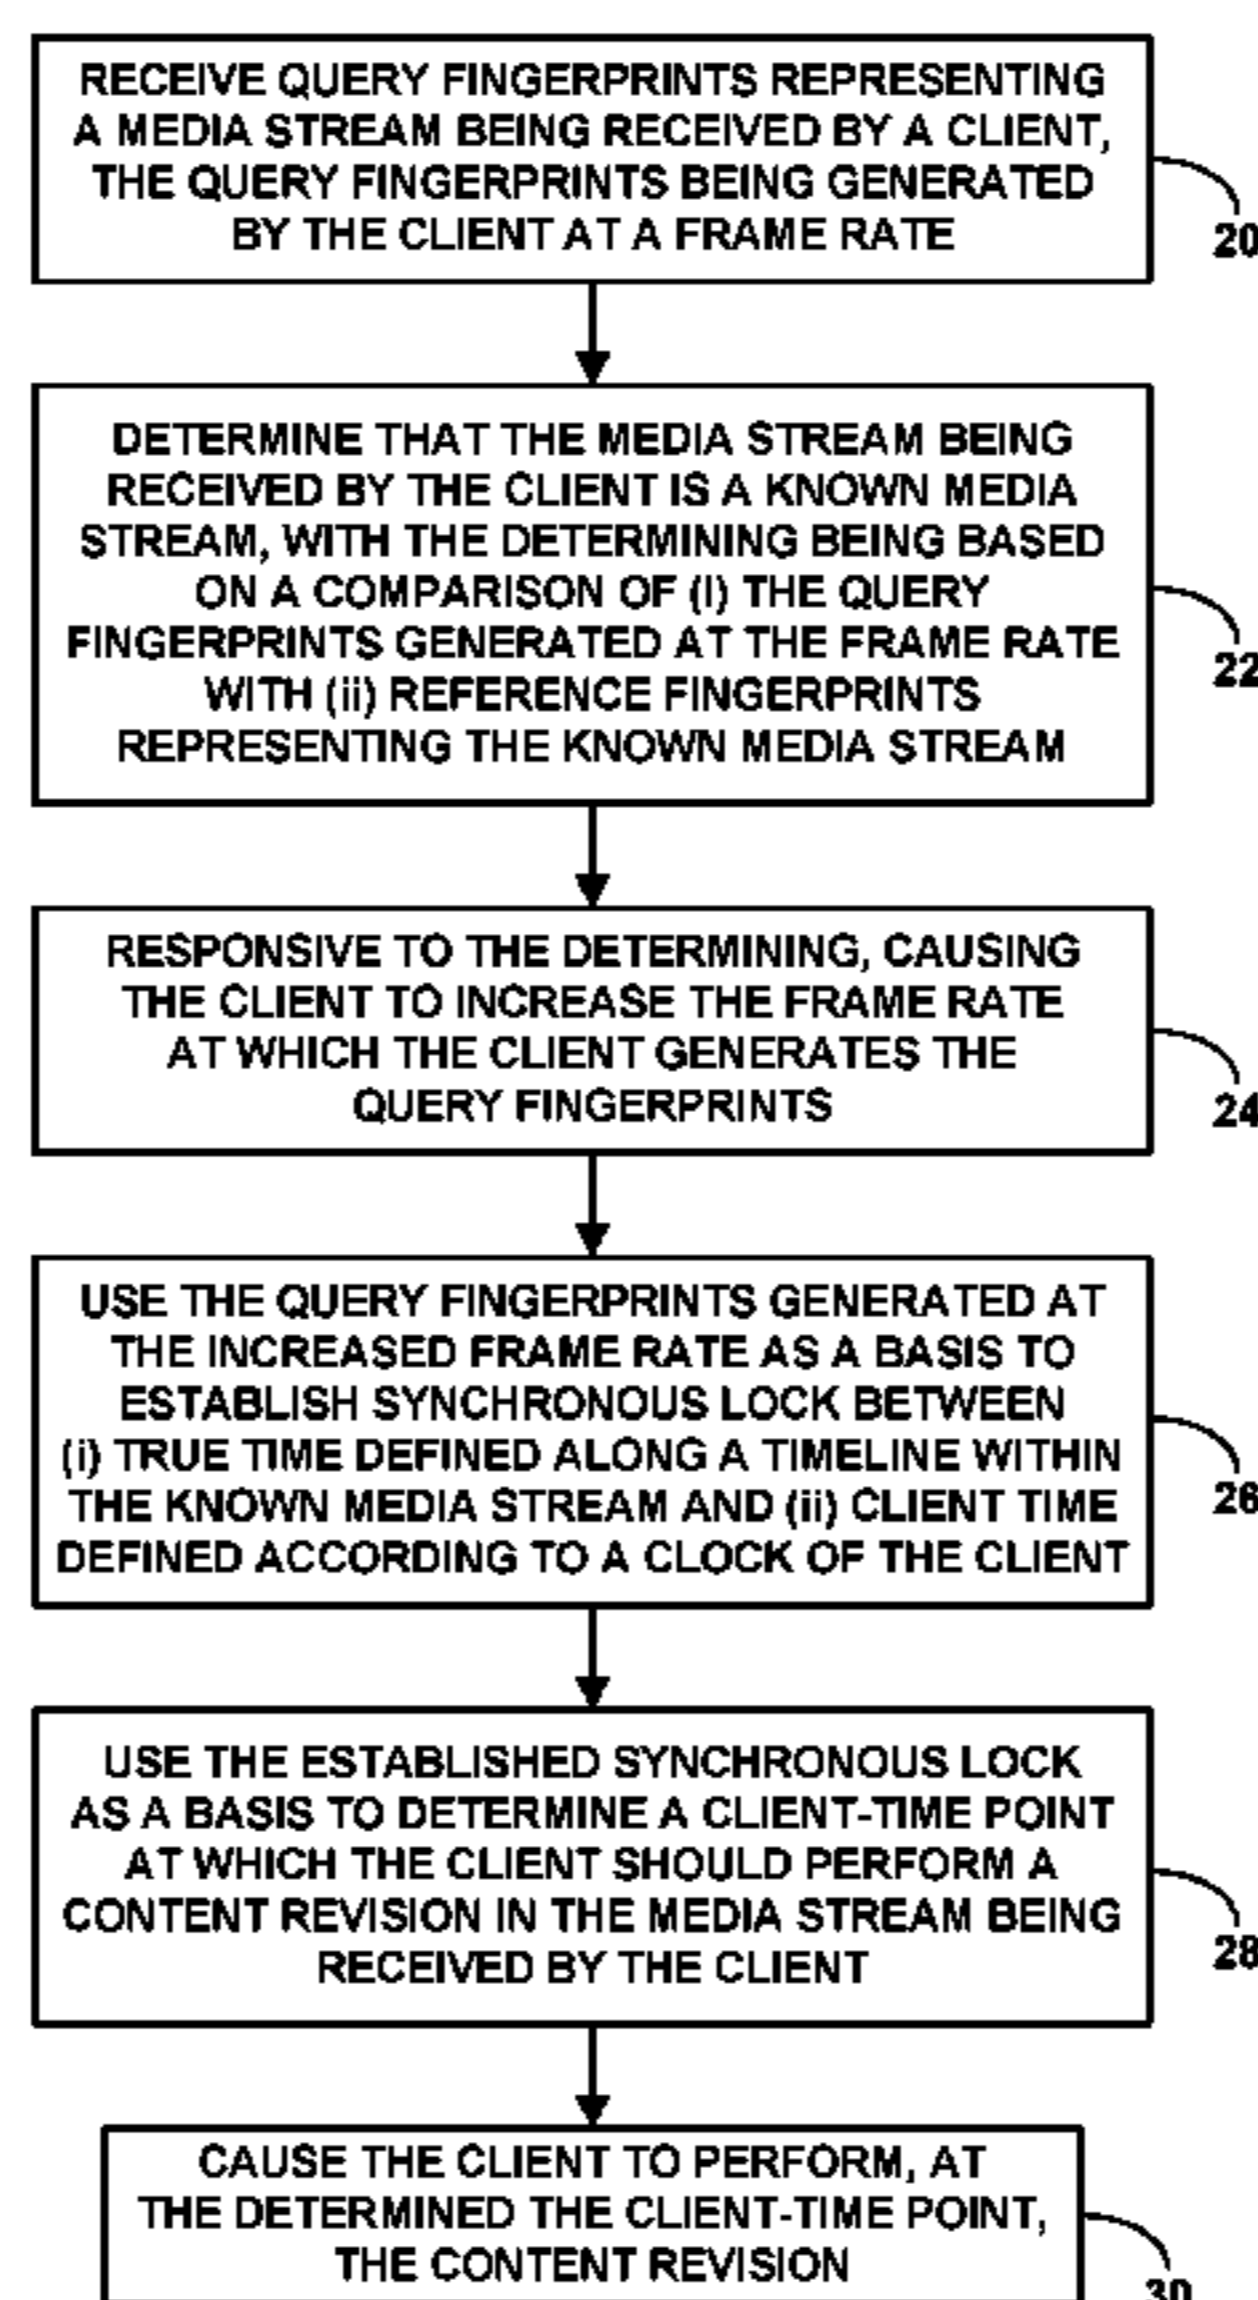 RECEIVE QUERY FINGERPRINTS REPRESENTING
A MEDIA STREAM BEING RECEIVED BY A CLIENT,
THE QUERY FINGERPRINTS BEING GENERATED
BY THE CLIENT AT A FRAME RATE
20
DETERMINE THAT THE MEDIA STREAM BEING
RECEIVED BY THE CLIENT IS A KNOWN MEDIA
STREAM, WITH THE DETERMINING BEING BASED
ON A COMPARISON OF (I) THE QUERY
FINGERPRINTS GENERATED AT THE FRAME RATE
WITH (ii) REFERENCE FINGERPRINTS
REPRESENTING THE KNOWN MEDIA STREAM
22
RESPONSIVE TO THE DETERMINING, CAUSING
THE CLIENT TO INCREASE THE FRAME RATE
AT WHICH THE CLIENT GENERATES THE
QUERY FINGERPRINTS
24
USE THE QUERY FINGERPRINTS GENERATED AT
THE INCREASED FRAME RATE AS A BASIS TO
ESTABLISH SYNCHRONOUS LOCK BETWEEN
(i) TRUE TIME DEFINED ALONG A TIMELINE WITHIN
THE KNOWN MEDIA STREAM AND (ii) CLIENT TIME
DEFINED ACCORDING TO A CLOCK OF THE CLIENT
26
USE THE ESTABLISHED SYNCHRONOUS LOCK
AS A BASIS TO DETERMINE A CLIENT-TIME POINT
AT WHICH THE CLIENT SHOULD PERFORM A
CONTENT REVISION IN THE MEDIA STREAM BEING
RECEIVED BY THE CLIENT
28
CAUSE THE CLIENT TO PERFORM, AT
THE DETERMINED THE CLIENT-TIME POINT,
THE CONTENT REVISION
30